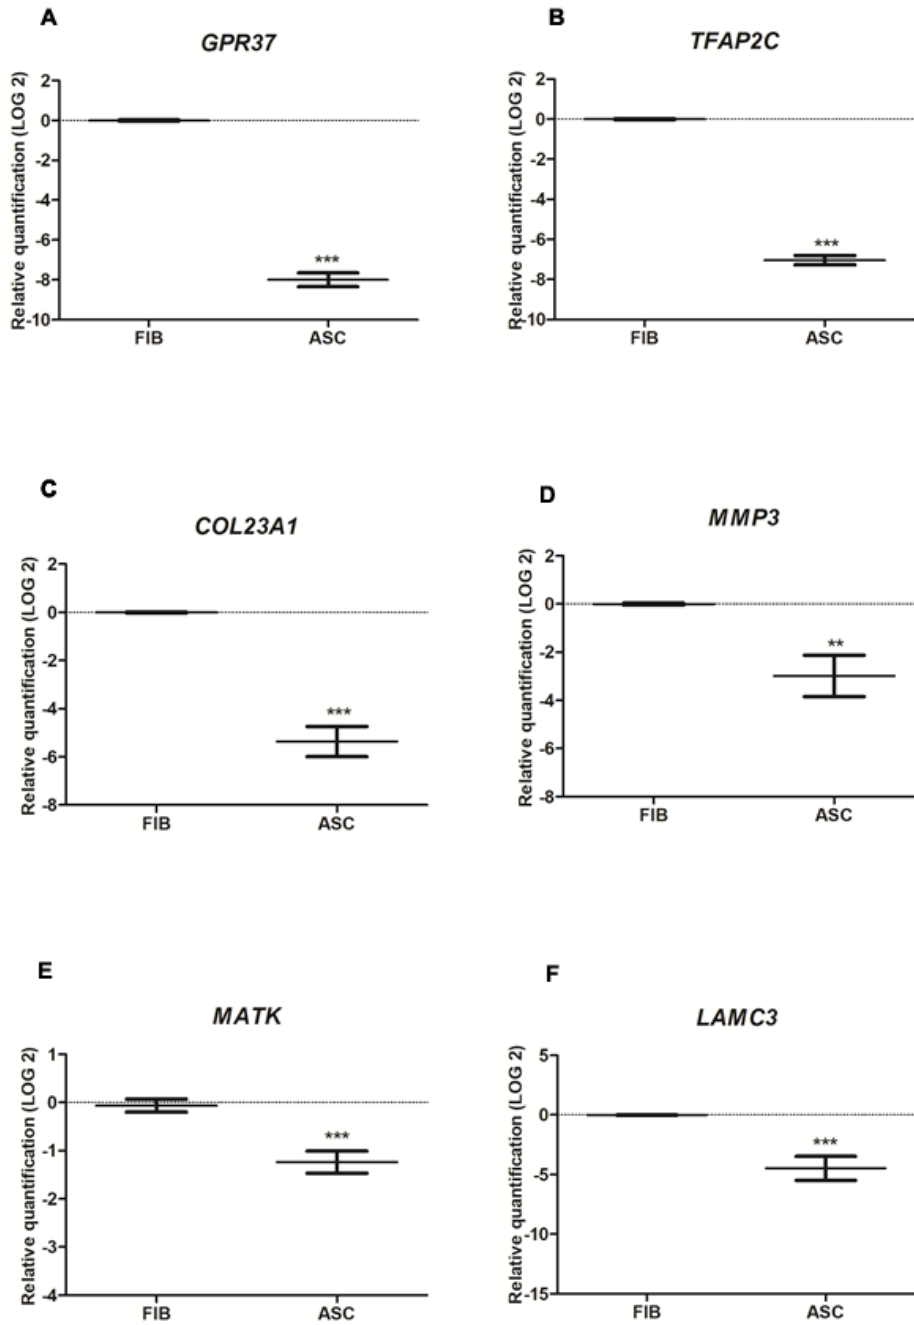 A
GPR37
Relative quantification (LOG 2)
2
0
-2
-4
-6
-8
-10
***
FIB
ASC
B
TFAP2C
Relative quantification (LOG 2)
2
0
-2
-4
-6
-8
-10
***
FIB
ASC
C
COL23A1
Relative quantification (LOG 2)
2
0
-2
-4
-6
-8
***
FIB
ASC
D
MMP3
Relative quantification (LOG 2)
2
0
-2
-4
-6
-8
**
FIB
ASC
E
MATK
Relative quantification (LOG 2)
1
0
-1
-2
-3
-4
***
FIB
ASC
F
LAMC3
Relative quantification (LOG 2)
5
0
-5
-10
-15
***
FIB
ASC